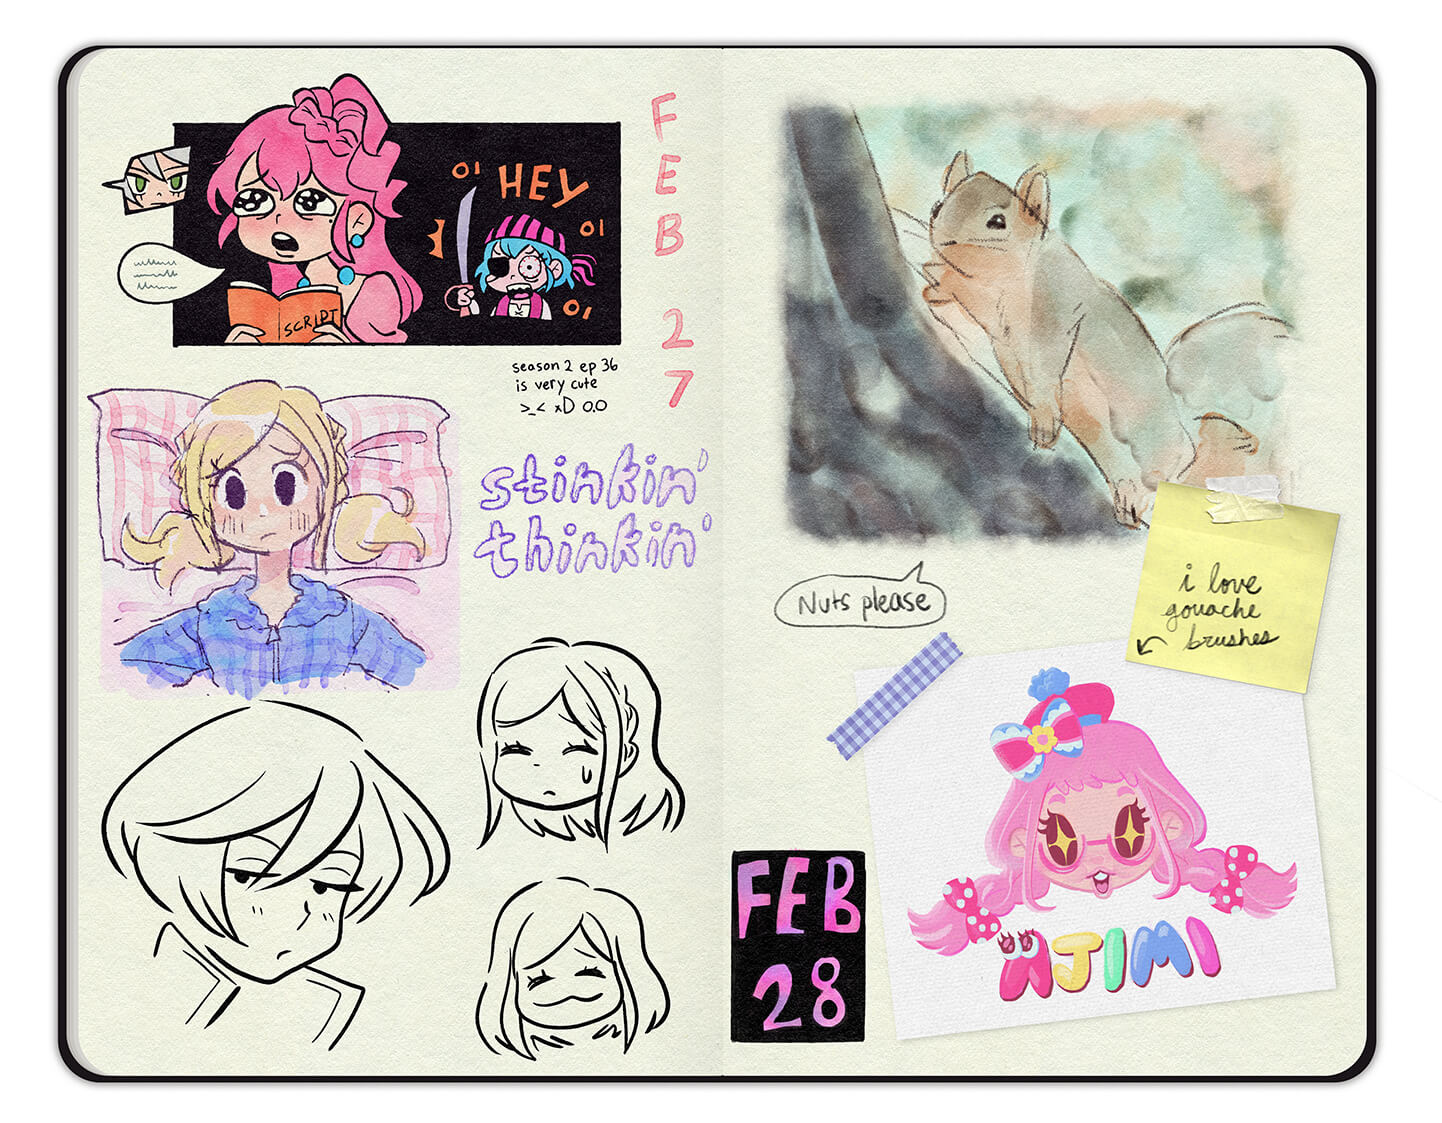 HEY
SCRIPT
FEB
27
season 2 ep 36
is very cute
>_< xD 0.0
stinkin'
thinkin'
Nuts please
i love
gouache
brushes
FEB
28
AJIMI